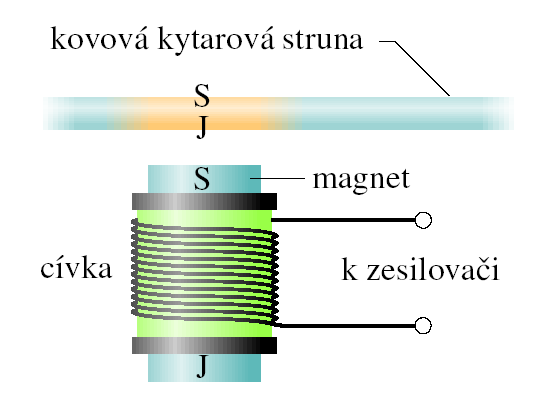 kovová kytarová struna
S
J
S
magnet
cívka
k zesilovači
J